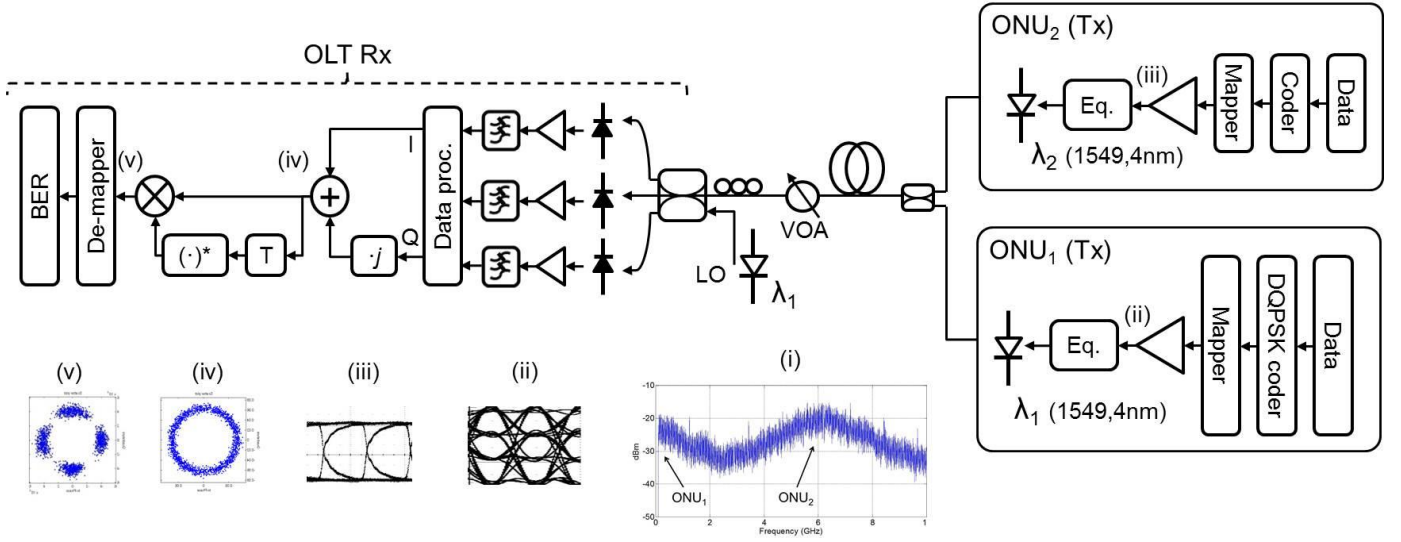 OLT Rx
ONU2 (Tx)
(iii)
Eq.
Mapper
Coder
Data
λ2 (1549,4nm)
BER
De-mapper
(v)
(iv)
(·)*
T
+
·j
I
Q
Data proc.
VOA
LO
λ1
ONU1 (Tx)
(ii)
Eq.
Mapper
DQPSK coder
Data
λ1 (1549,4nm)
(v)
(iv)
(iii)
(ii)
(i)
-10
-20
-30
-40
-50
dBm
ONU1
ONU2
0
2
4
6
8
1
Frequency (GHz)